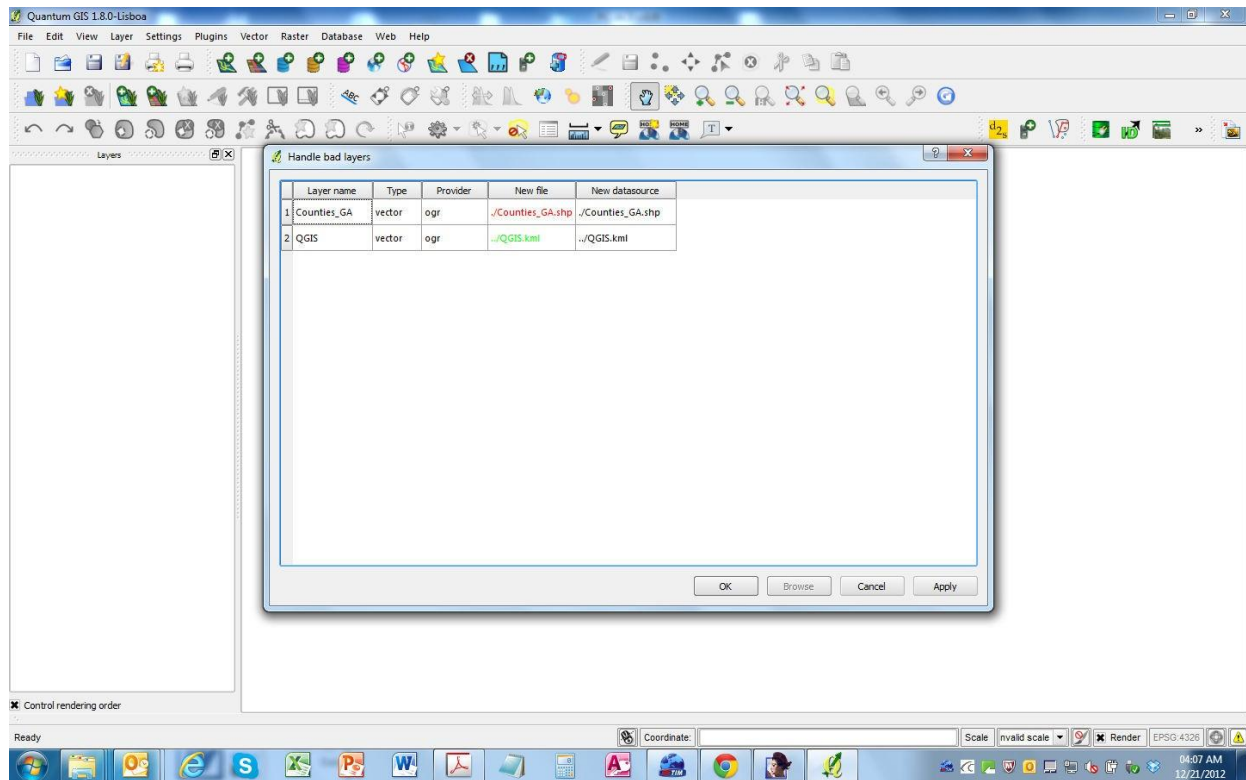 Quantum GIS 1.8.0-Lisboa
File Edit View Layer Settings Plugins Vector Raster Database Web Help
Layers
Handle bad layers
Layer name Type Provider New file New datasource
1 Counties_GA vector ogr ./Counties_GA.shp ./Counties_GA.shp
2 QGIS vector ogr ../QGIS.kml ../QGIS.kml
OK Browse Cancel Apply
Control rendering order
Ready Coordinate: Scale nvalid scale Render EPSG:4326
04:07 AM
12/21/2012